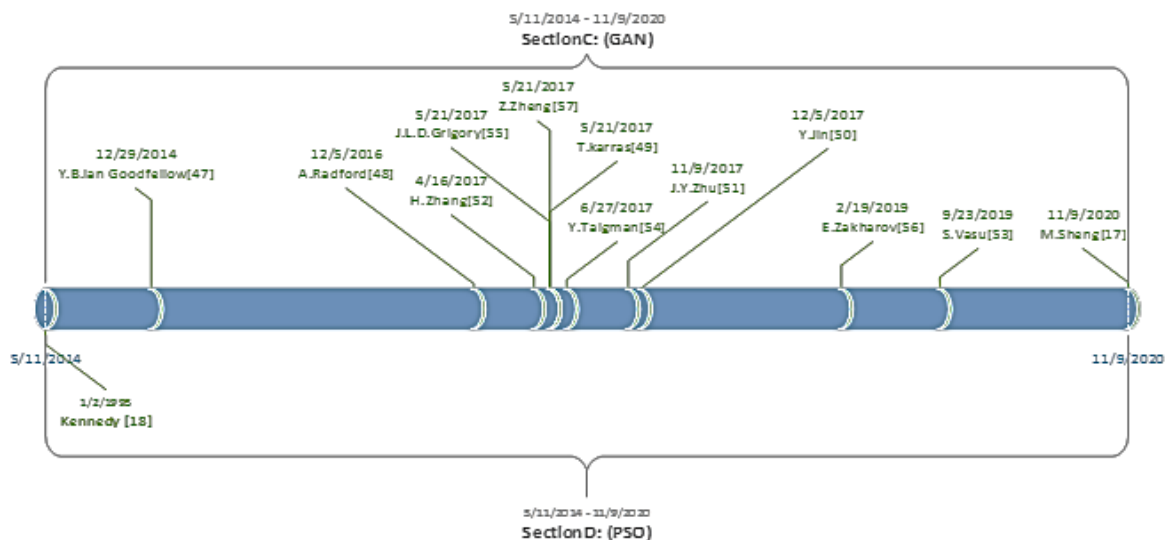 5/11/2014 - 11/9/2020
SectionC: (GAN)
5/21/2017
Z.Zheng[57]
5/21/2017
J.L.D.Grigory[55]
5/21/2017
T.karras[49]
12/5/2017
Y.Jin[50]
12/29/2014
Y.B.Ian Goodfellow[47]
12/5/2016
A.Radford[48]
4/16/2017
H.Zhang[52]
11/9/2017
J.Y.Zhu[51]
6/27/2017
Y.Taigman[54]
2/19/2019
E.Zakharov[56]
9/23/2019
S.Vasu[53]
11/9/2020
M.Sheng[17]
5/11/2014
11/9/2020
1/2/1995
Kennedy [18]
5/11/2014 - 11/9/2020
SectionD: (PSO)